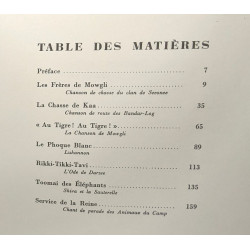 TABLE DES MATIÈRES
Préface 7
Les Frères de Mowgli 9
Chanson de chasse du clan de Seeonee
La Chasse de Kaa 35
Chanson de route des Bandar-Log
« Au Tigre! Au Tigre! » 65
La Chanson de Mowgli
Le Phoque Blanc 89
Lukannon
Rikki-Tikki-Tavi 113
L'Ode de Darzee
Toomai des Éléphants 135
Shiva et la Sauterelle
Service de la Reine 159
Chant de parade des Animaux du Camp